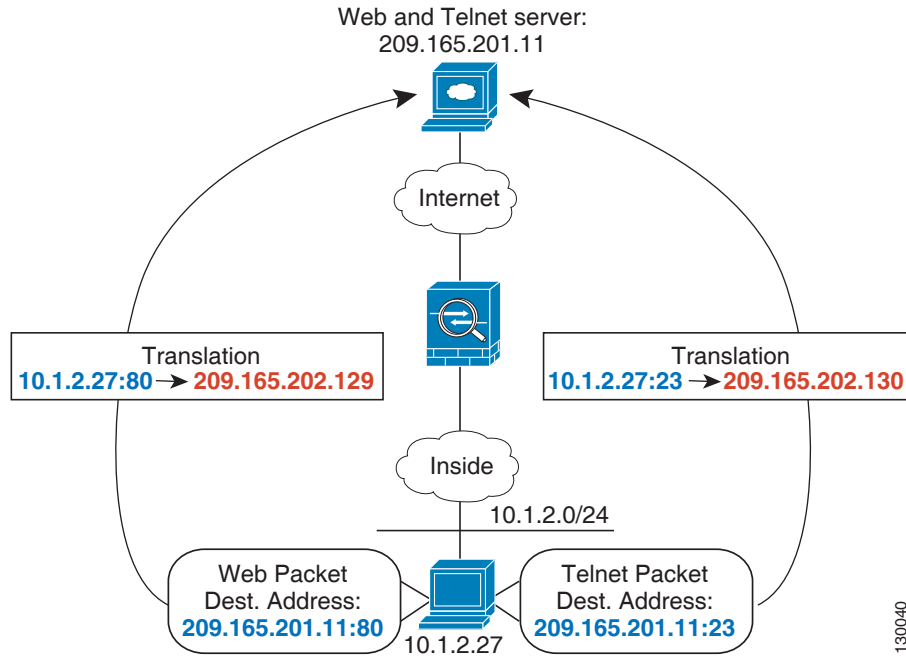 Web and Telnet server:
209.165.201.11
Internet
Translation
10.1.2.27:80 → 209.165.202.129
Translation
10.1.2.27:23 → 209.165.202.130
Inside
10.1.2.0/24
Web Packet
Dest. Address:
209.165.201.11:80
Telnet Packet
Dest. Address:
209.165.201.11:23
10.1.2.27
130040